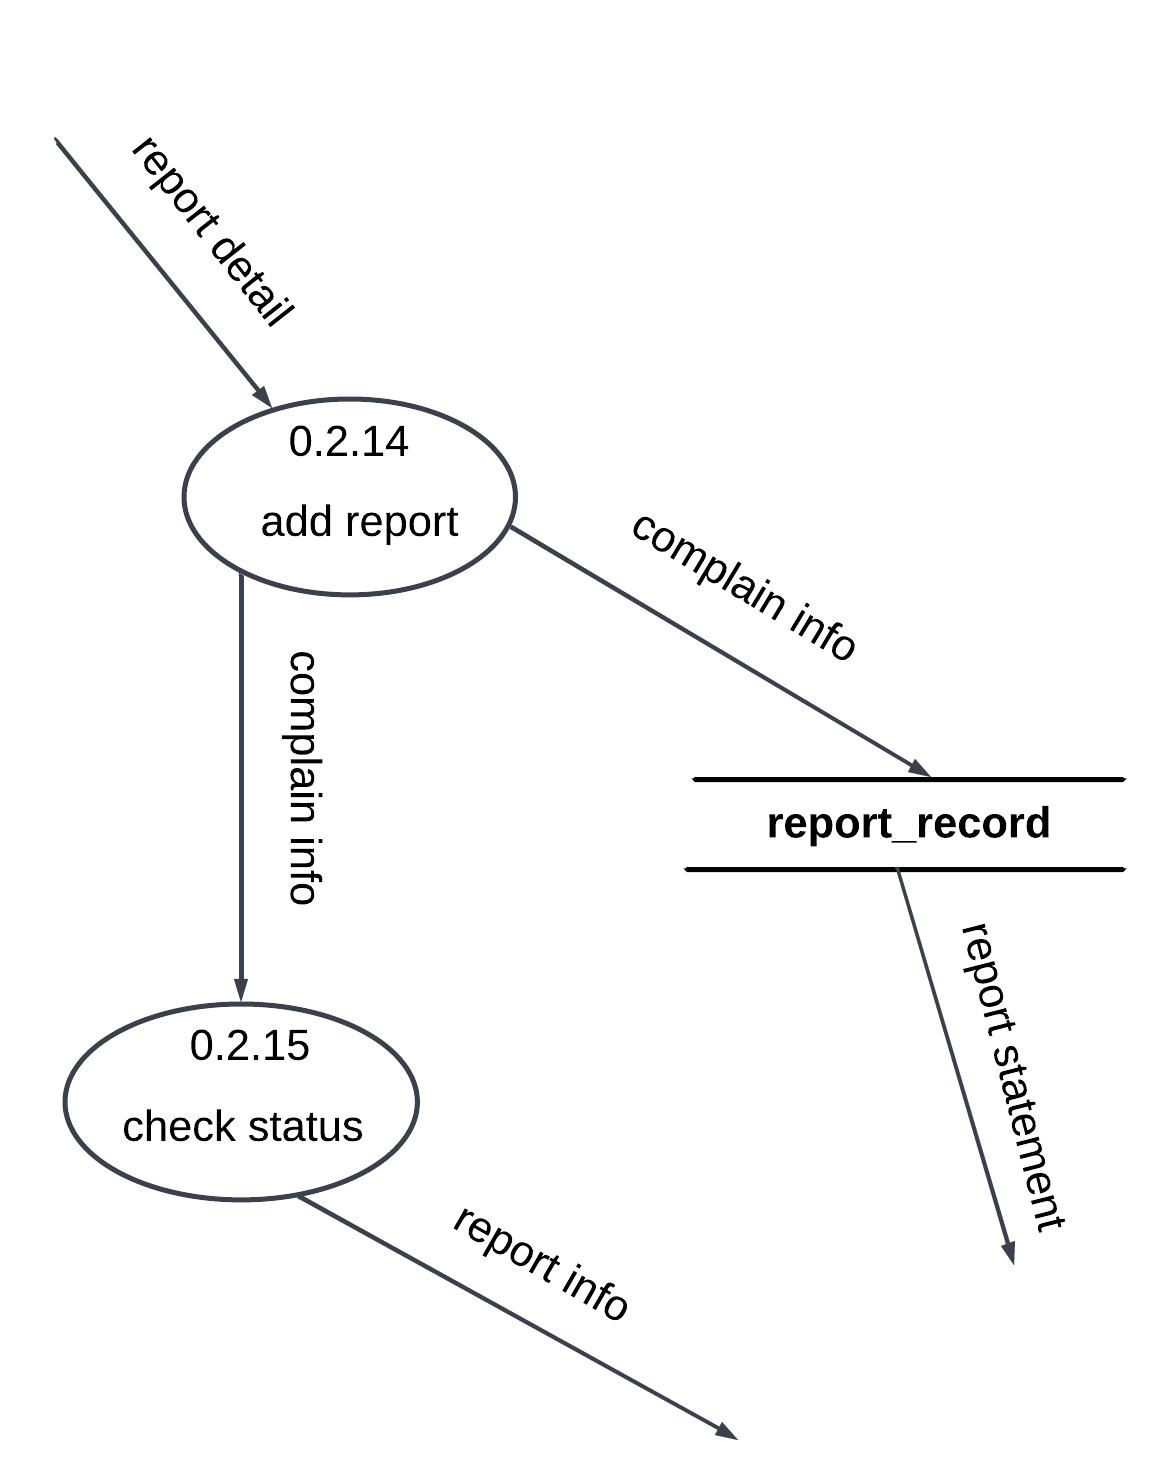 report detail
0.2.14
add report
complain info
complain info
report_record
report statement
0.2.15
check status
report info